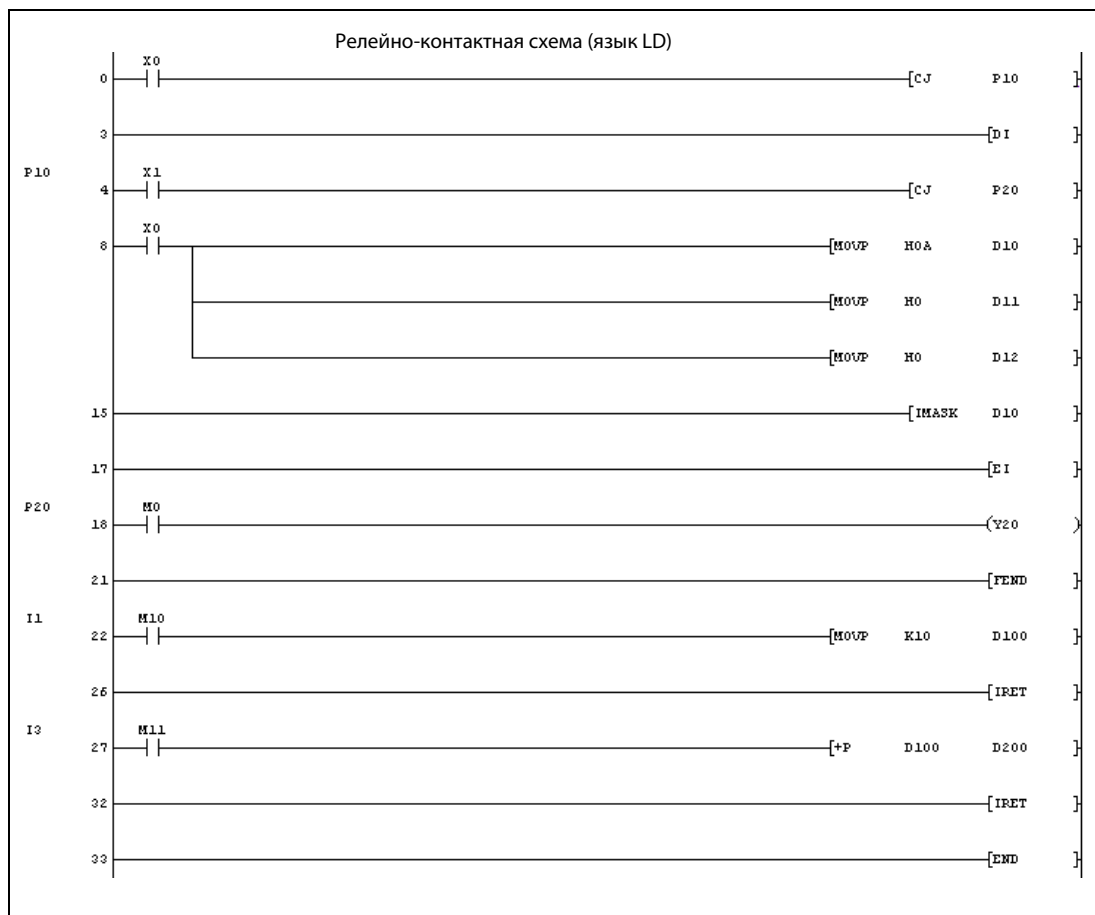 Релейно-контактная схема (язык LD)
X0
0 [CJ P10 ]
3 [DI ]
P10 X1
4 [CJ P20 ]
X0
8 [MOVP H0A D10 ]
[MOVP H0 D11 ]
[MOVP H0 D12 ]
15 [IMASK D10 ]
17 [EI ]
P20 M0
18 (Y20 )
21 [FEND ]
I1 M10
22 [MOVP K10 D100 ]
26 [IRET ]
I3 M11
27 [+P D100 D200 ]
32 [IRET ]
33 [END ]